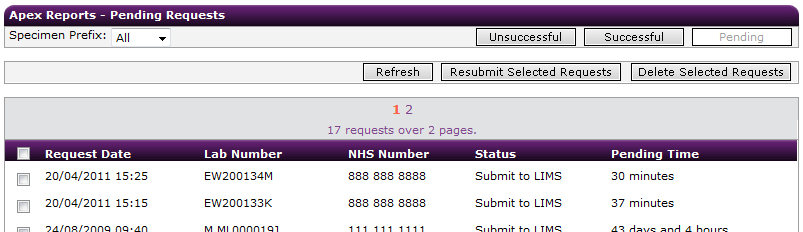 Apex Reports - Pending Requests
Specimen Prefix: All Unsuccessful Successful Pending
Refresh Resubmit Selected Requests Delete Selected Requests
1 2
17 requests over 2 pages.
Request Date Lab Number NHS Number Status Pending Time
20/04/2011 15:25 EW200134M 888 888 8888 Submit to LIMS 30 minutes
20/04/2011 15:15 EW200133K 888 888 8888 Submit to LIMS 37 minutes
24/08/2009 09:40 M ML000019J 111 111 1111 Submit to LIMS 43 days and 4 hours